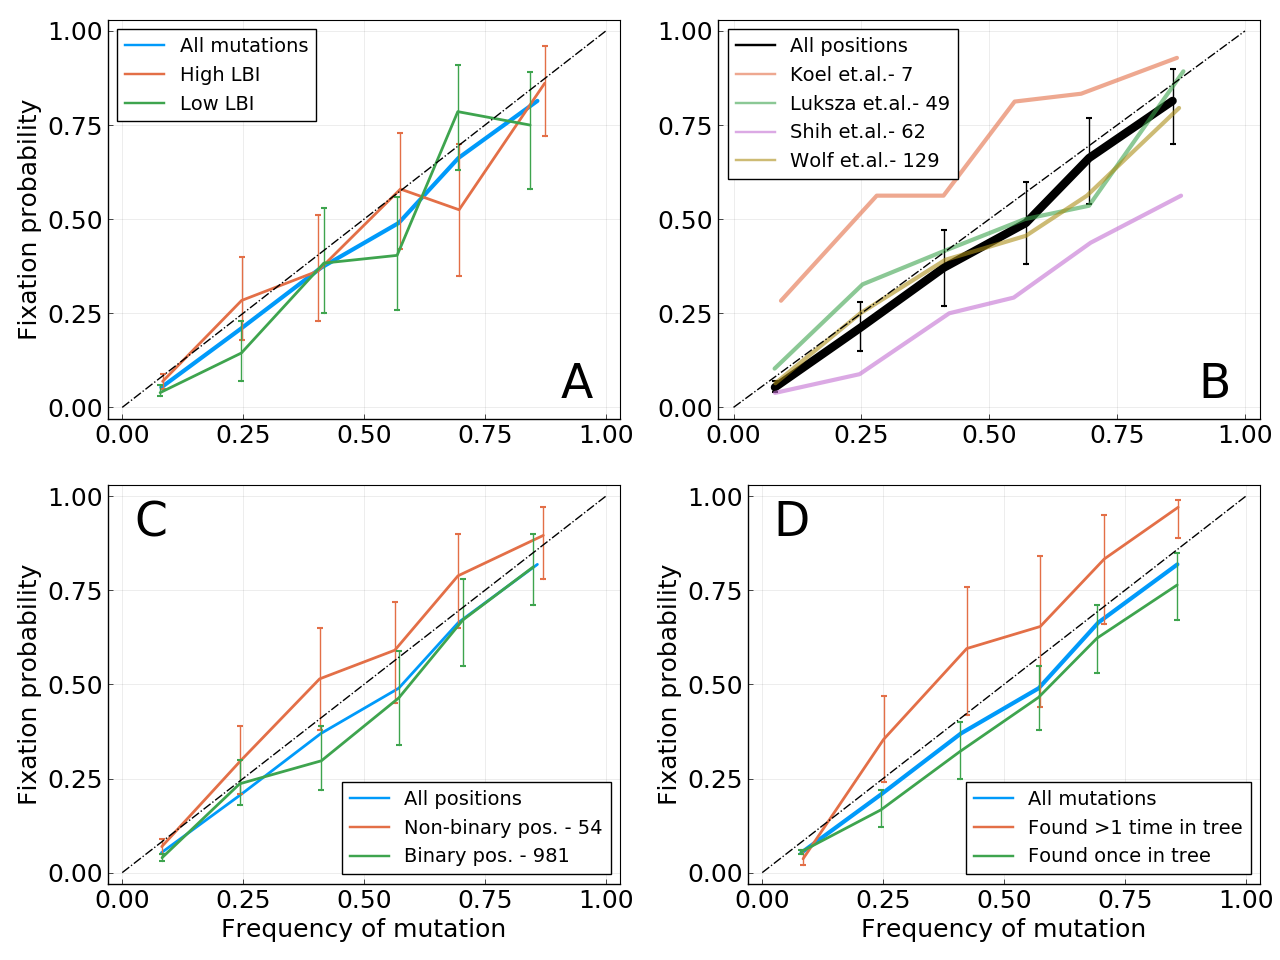 1.00
0.75
0.50
0.25
0.00
Fixation probability
All mutations
High LBI
Low LBI
A
0.00 0.25 0.50 0.75 1.00
1.00
0.75
0.50
0.25
0.00
All positions
Koel et.al.- 7
Luksza et.al.- 49
Shih et.al.- 62
Wolf et.al.- 129
B
0.00 0.25 0.50 0.75 1.00
1.00
0.75
0.50
0.25
0.00
Fixation probability
C
All positions
Non-binary pos. - 54
Binary pos. - 981
0.00 0.25 0.50 0.75 1.00
Frequency of mutation
1.00
0.75
0.50
0.25
0.00
Fixation probability
D
All mutations
Found >1 time in tree
Found once in tree
0.00 0.25 0.50 0.75 1.00
Frequency of mutation